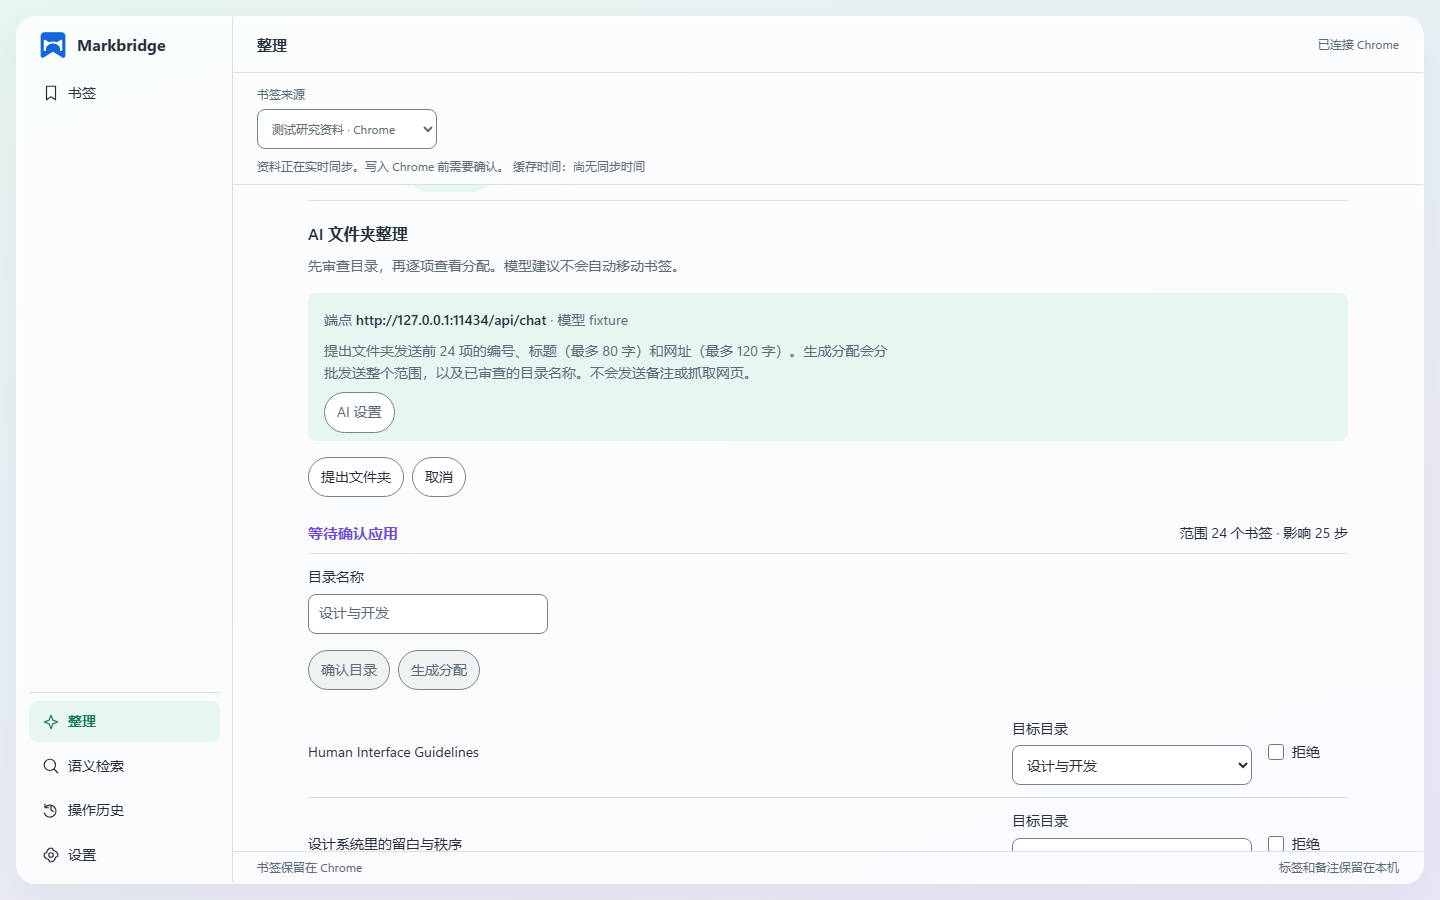 Markbridge
书签
整理
语义检索
操作历史
设置
整理
已连接 Chrome
书签来源
测试研究资料 · Chrome
资料正在实时同步。写入 Chrome 前需要确认。 缓存时间：尚无同步时间
AI 文件夹整理
先审查目录，再逐项查看分配。模型建议不会自动移动书签。
端点 http://127.0.0.1:11434/api/chat · 模型 fixture
提出文件夹发送前 24 项的编号、标题（最多 80 字）和网址（最多 120 字）。生成分配会分
批发送整个范围，以及已审查的目录名称。不会发送备注或抓取网页。
AI 设置
提出文件夹
取消
等待确认应用
范围 24 个书签 · 影响 25 步
目录名称
设计与开发
确认目录
生成分配
Human Interface Guidelines
目标目录
设计与开发
拒绝
设计系统里的留白与秩序
目标目录
拒绝
书签保留在 Chrome
标签和备注保留在本机